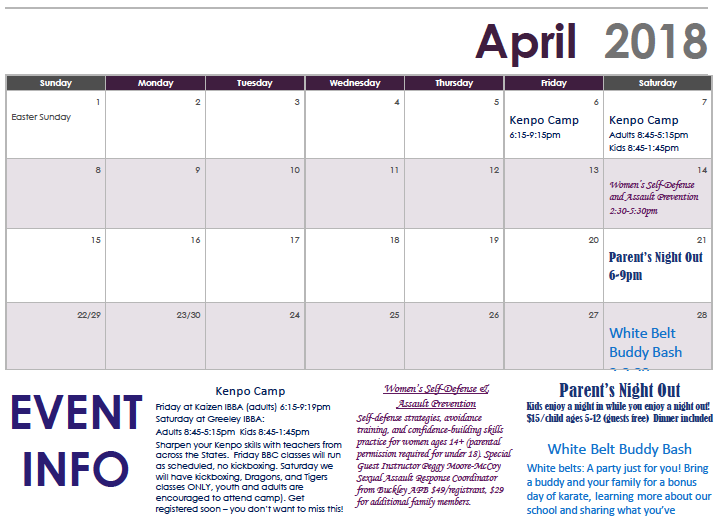 April 2018
Sunday Monday Tuesday Wednesday Thursday Friday Saturday
1 2 3 4 5 6 7
Easter Sunday
Kenpo Camp
6:15-9:15pm
Kenpo Camp
Adults 8:45-5:15pm
Kids 8:45-1:45pm
8 9 10 11 12 13 14
Women's Self-Defense
and Assault Prevention
2:30-5:30pm
15 16 17 18 19 20 21
Parent's Night Out
6-9pm
22/29 23/30 24 25 26 27 28
White Belt
Buddy Bash
EVENT
INFO
Kenpo Camp
Friday at Kaizen IBBA (adults) 6:15-9:19pm
Saturday at Greeley IBBA:
Adults 8:45-5:15pm Kids 8:45-1:45pm
Sharpen your Kenpo skills with teachers from
across the States. Friday BBC classes will run
as scheduled, no kickboxing. Saturday we
will have kickboxing, Dragons, and Tigers
classes ONLY, youth and adults are
encouraged to attend camp). Get
registered soon – you don't want to miss this!
Women's Self-Defense &
Assault Prevention
Self-defense strategies, avoidance
training, and confidence-building skills
practice for women ages 14+ (parental
permission required for under 18). Special
Guest Instructor Peggy Moore-McCoy
Sexual Assault Response Coordinator
from Buckley AFB $49/registrant, $29
for additional family members.
Parent's Night Out
Kids enjoy a night in while you enjoy a night out!
$15/child ages 5-12 (guests free) Dinner included
White Belt Buddy Bash
White belts: A party just for you! Bring
a buddy and your family for a bonus
day of karate, learning more about our
school and sharing what you've